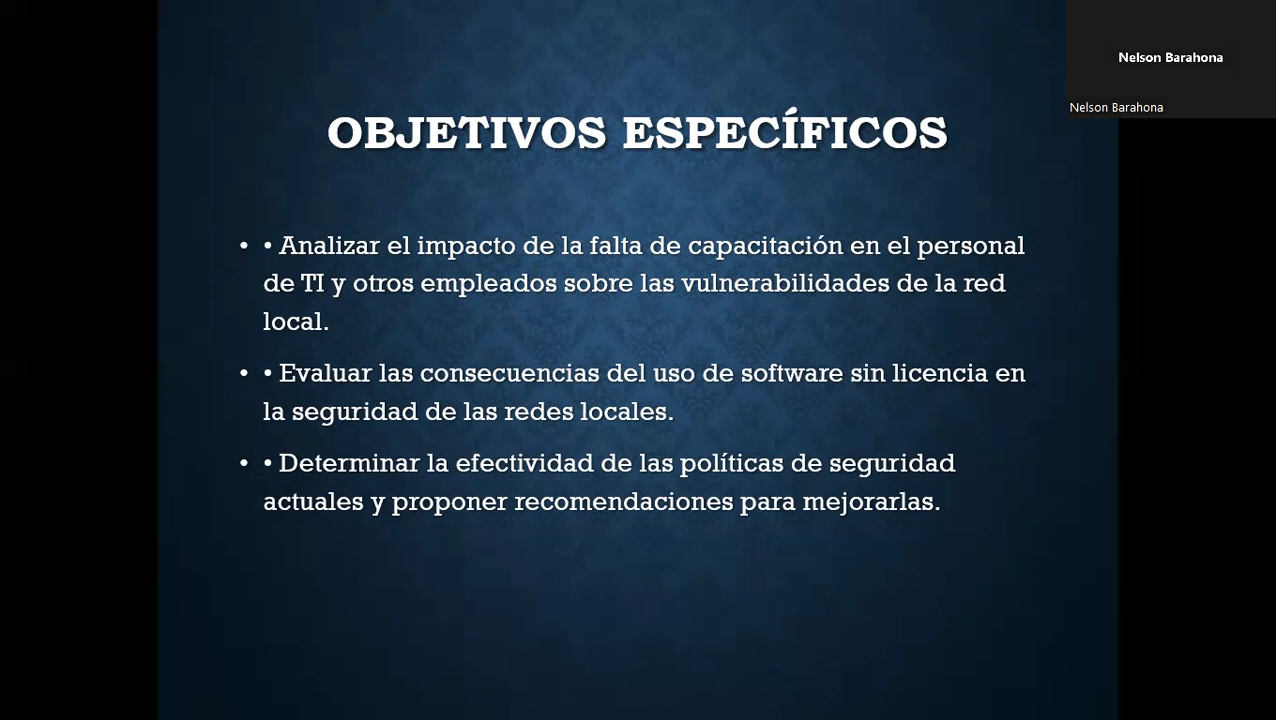 Nelson Barahona
Nelson Barahona
OBJETIVOS ESPECÍFICOS
• • Analizar el impacto de la falta de capacitación en el personal
de TI y otros empleados sobre las vulnerabilidades de la red
local.
• • Evaluar las consecuencias del uso de software sin licencia en
la seguridad de las redes locales.
• • Determinar la efectividad de las políticas de seguridad
actuales y proponer recomendaciones para mejorarlas.